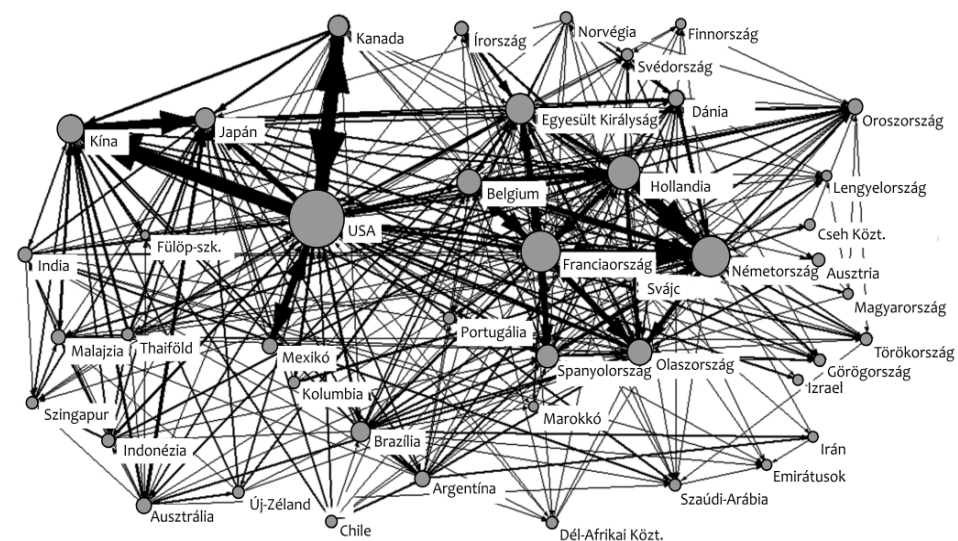 Norvégia
Finnország
Kanada
Írország
Svédország
Dánia
Egyesült Királyság
Oroszország
Kína
Japán
Hollandia
Lengyelország
Belgium
USA
Cseh Közt.
Fülöp-szk.
India
Franciaország
Németország
Ausztria
Svájc
Magyarország
Portugália
Malajzia
Thaiföld
Mexikó
Törökország
Spanyolország
Olaszország
Görögország
Izrael
Kolumbia
Szingapur
Marokkó
Brazília
Indonézia
Irán
Emirátusok
Argentína
Szaúdi-Arábia
Új-Zéland
Ausztrália
Chile
Dél-Afrikai Közt.